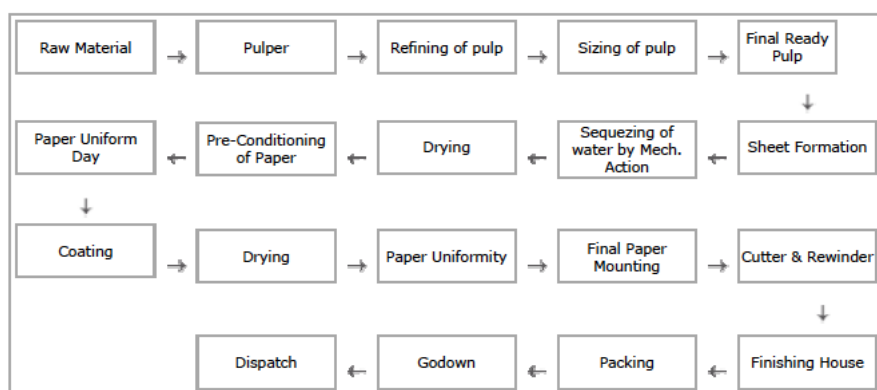 Raw Material
Pulper
Refining of pulp
Sizing of pulp
Final Ready
Pulp
Paper Uniform
Day
Pre-Conditioning
of Paper
Drying
Sequezing of
water by Mech.
Action
Sheet Formation
Coating
Drying
Paper Uniformity
Final Paper
Mounting
Cutter & Rewinder
Dispatch
Godown
Packing
Finishing House